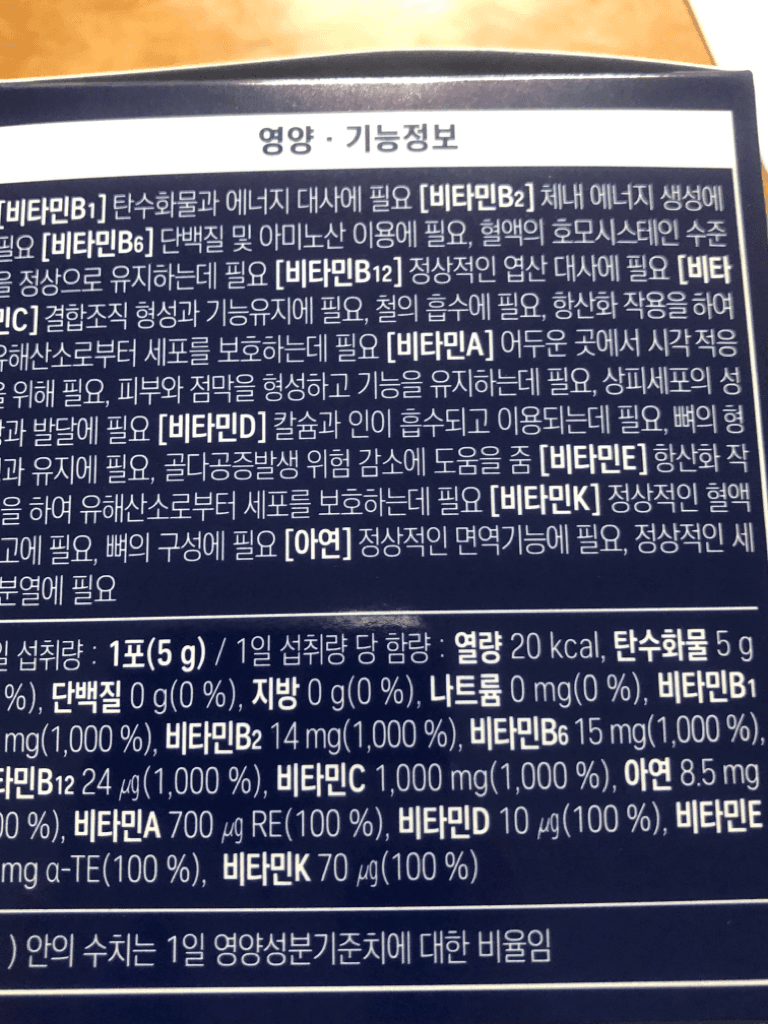 영양 · 기능정보
[비타민B1] 탄수화물과 에너지 대사에 필요 [비타민B2] 체내 에너지 생성에
필요 [비타민B6] 단백질 및 아미노산 이용에 필요, 혈액의 호모시스테인 수준
을 정상으로 유지하는데 필요 [비타민B12] 정상적인 엽산 대사에 필요 [비타
민C] 결합조직 형성과 기능유지에 필요, 철의 흡수에 필요, 항산화 작용을 하여
유해산소로부터 세포를 보호하는데 필요 [비타민A] 어두운 곳에서 시각 적응
을 위해 필요, 피부와 점막을 형성하고 기능을 유지하는데 필요, 상피세포의 성
장과 발달에 필요 [비타민D] 칼슘과 인이 흡수되고 이용되는데 필요, 뼈의 형
과 유지에 필요, 골다공증발생 위험 감소에 도움을 줌 [비타민E] 항산화 작
을 하여 유해산소로부터 세포를 보호하는데 필요 [비타민K] 정상적인 혈액
고에 필요, 뼈의 구성에 필요 [아연] 정상적인 면역기능에 필요, 정상적인 세
분열에 필요
일 섭취량 : 1포(5 g) / 1일 섭취량 당 함량 : 열량 20 kcal, 탄수화물 5 g
%), 단백질 0 g(0 %), 지방 0 g(0 %), 나트륨 0 mg(0 %), 비타민B1
mg(1,000 %), 비타민B2 14 mg(1,000 %), 비타민B6 15 mg(1,000 %),
타민B12 24 ㎍(1,000 %), 비타민C 1,000 mg(1,000 %), 아연 8.5 mg
00 %), 비타민A 700 ㎍ RE(100 %), 비타민D 10 ㎍(100 %), 비타민E
mg α-TE(100 %), 비타민K 70 ㎍(100 %)
) 안의 수치는 1일 영양성분기준치에 대한 비율임